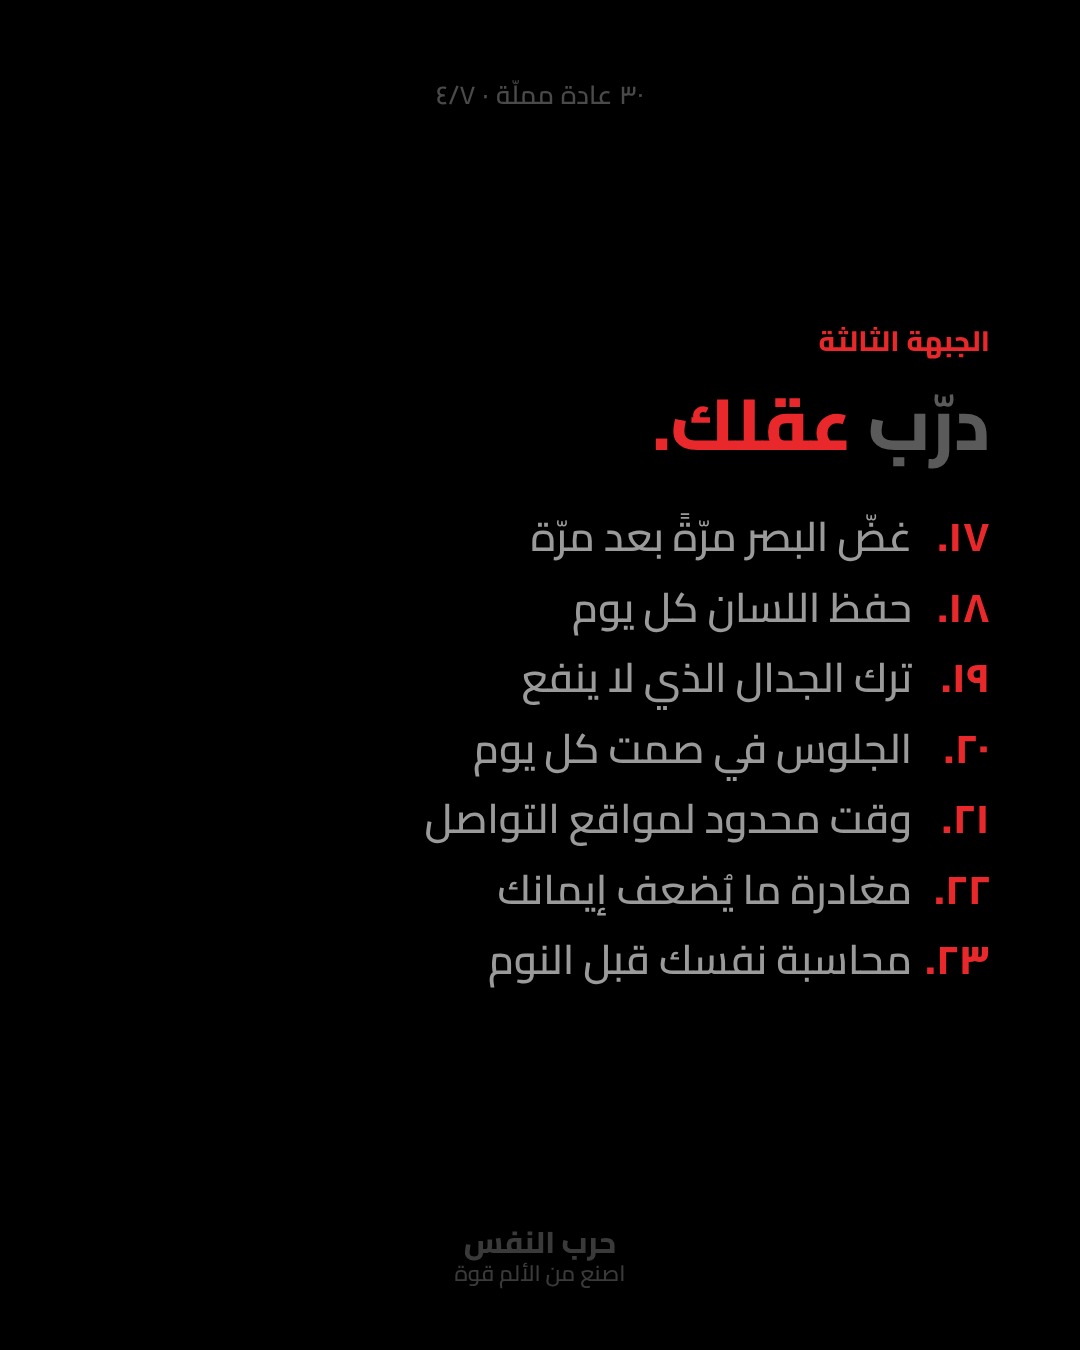 ٣٠ عادة مملّة · ٤/٧
الجبهة الثالثة
درّب عقلك.
١٧. غضّ البصر مرّةً بعد مرّة
١٨. حفظ اللسان كل يوم
١٩. ترك الجدال الذي لا ينفع
٢٠. الجلوس في صمت كل يوم
٢١. وقت محدود لمواقع التواصل
٢٢. مغادرة ما يُضعف إيمانك
٢٣. محاسبة نفسك قبل النوم
حرب النفس
اصنع من الألم قوة